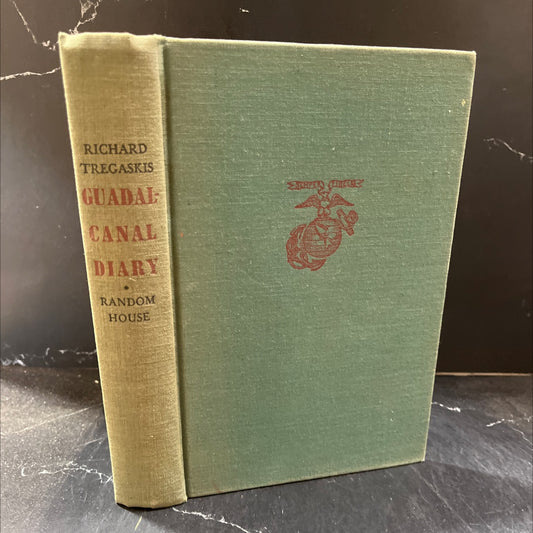 RICHARD
TREGASKIS
GUADAL-
CANAL
DIARY
•
RANDOM
HOUSE